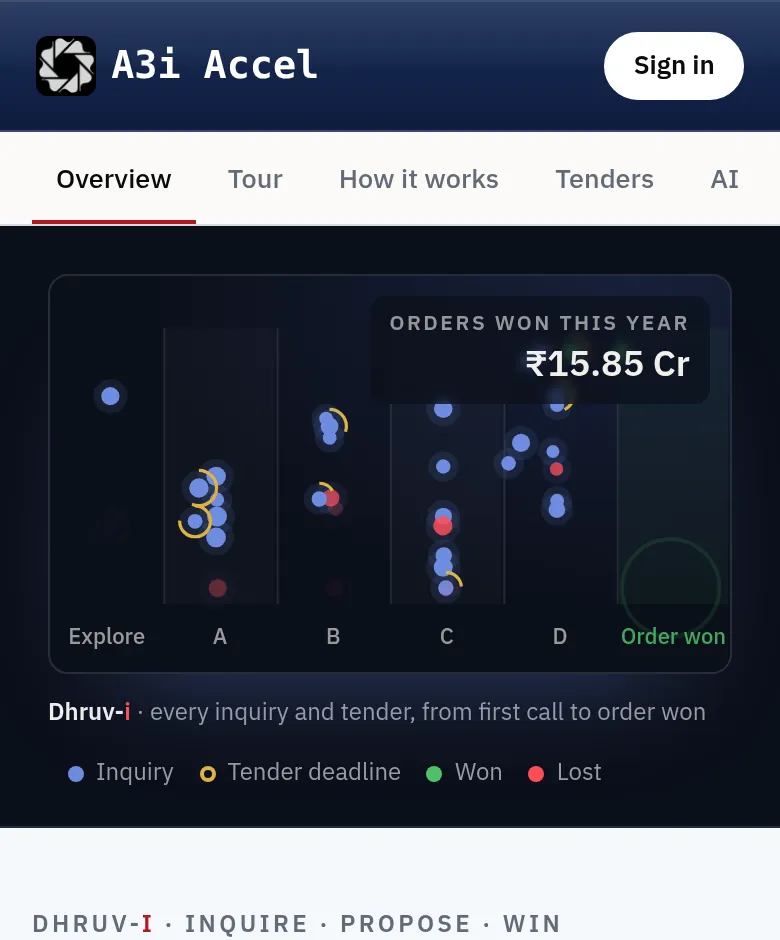 A3i Accel
Sign in
Overview Tour How it works Tenders AI
ORDERS WON THIS YEAR
₹15.85 Cr
Explore A B C D Order won
Dhruv-i · every inquiry and tender, from first call to order won
Inquiry Tender deadline Won Lost
DHRUV-I · INQUIRE · PROPOSE · WIN